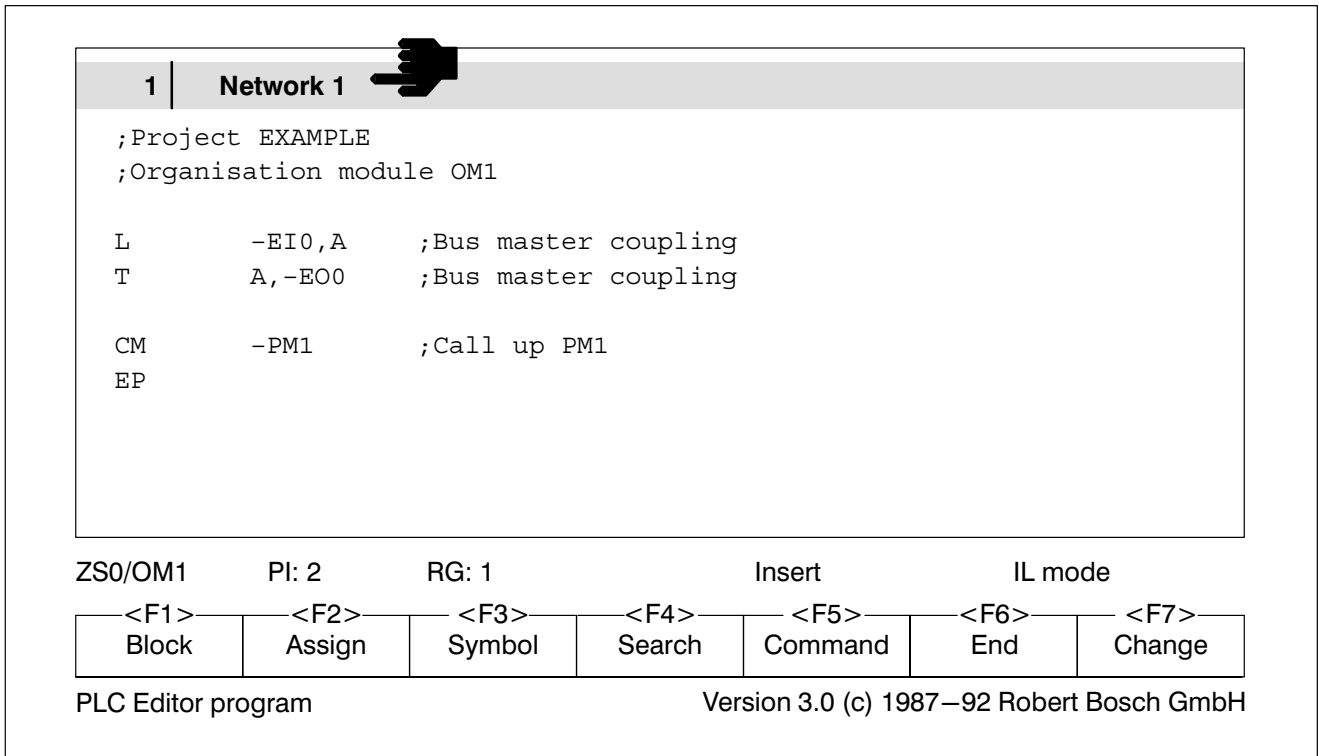 1 Network 1
;Project EXAMPLE
;Organisation module OM1
L -EI0,A ;Bus master coupling
T A,-EO0 ;Bus master coupling
CM -PM1 ;Call up PM1
EP
ZS0/OM1 PI: 2 RG: 1 Insert IL mode
<F1> <F2> <F3> <F4> <F5> <F6> <F7>
Block Assign Symbol Search Command End Change
PLC Editor program Version 3.0 (c) 1987–92 Robert Bosch GmbH